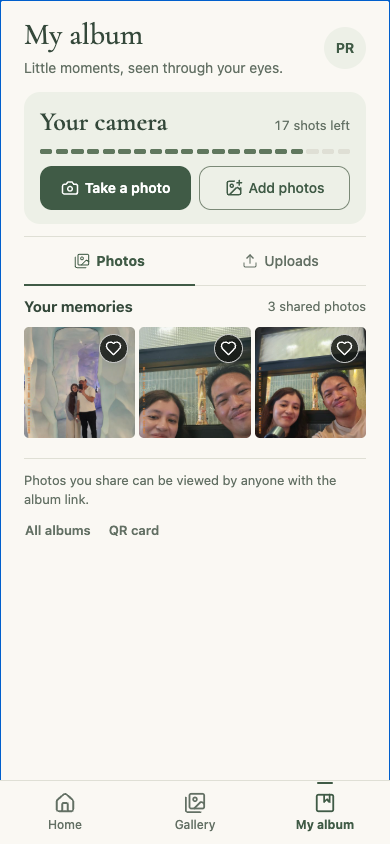 My album
PR
Little moments, seen through your eyes.
Your camera
17 shots left
Take a photo
Add photos
Photos
Uploads
Your memories
3 shared photos
Photos you share can be viewed by anyone with the
album link.
All albums
QR card
Home
Gallery
My album